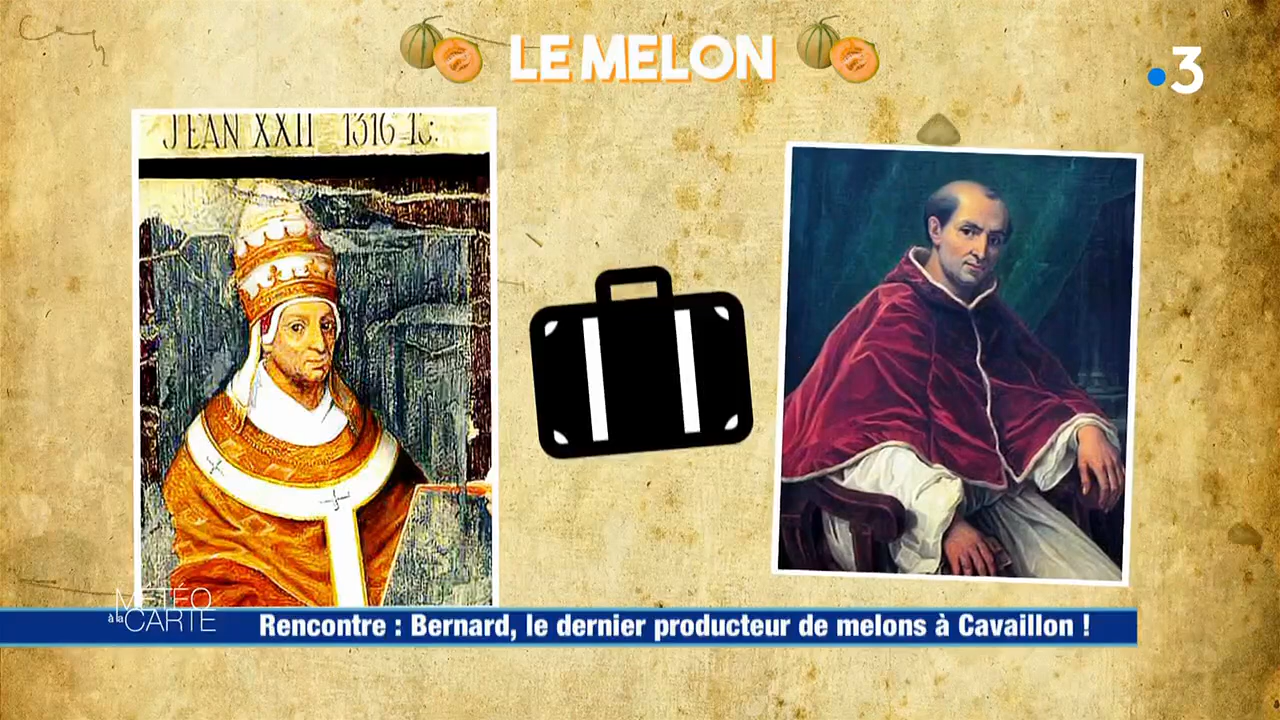 LE MELON
3
JEAN XXII 1316
MÉTÉO
à la CARTE
Rencontre : Bernard, le dernier producteur de melons à Cavaillon !